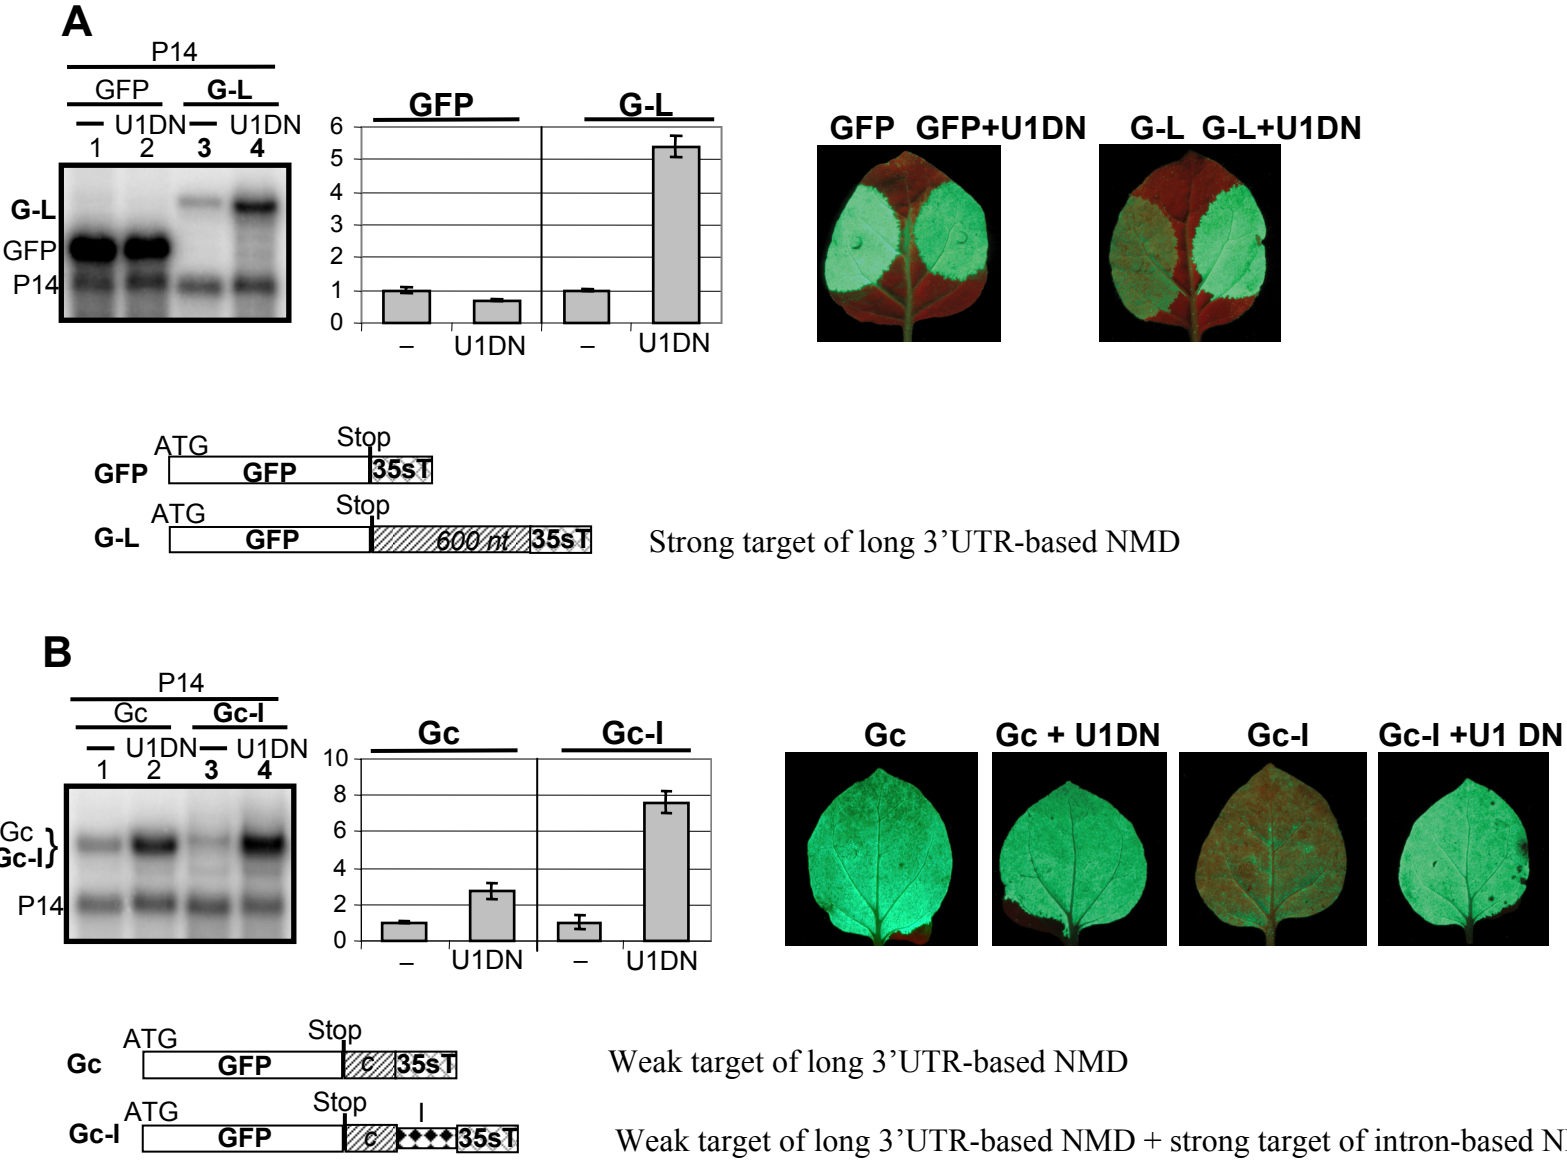 A
P14
GFP G-L
— U1DN — U1DN
1 2 3 4
G-L
GFP
P14
GFP G-L
6
5
4
3
2
1
0
– U1DN – U1DN
GFP GFP+U1DN G-L G-L+U1DN
ATG Stop
GFP GFP 35sT
ATG Stop
G-L GFP 600 nt 35sT
Strong target of long 3’UTR-based NMD
B
P14
Gc Gc-I
— U1DN — U1DN
1 2 3 4
Gc
Gc-I}
P14
Gc Gc-I
10
8
6
4
2
0
– U1DN – U1DN
Gc Gc + U1DN Gc-I Gc-I +U1 DN
ATG Stop
Gc GFP c 35sT
Weak target of long 3’UTR-based NMD
ATG Stop I
Gc-I GFP c 35sT
Weak target of long 3’UTR-based NMD + strong target of intron-based